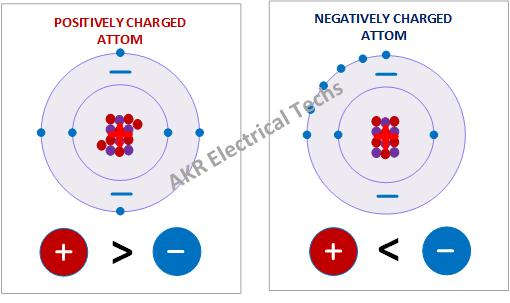 POSITIVELY CHARGED
ATTOM
NEGATIVELY CHARGED
ATTOM
AKR Electrical Techs
+ > −
+ < −